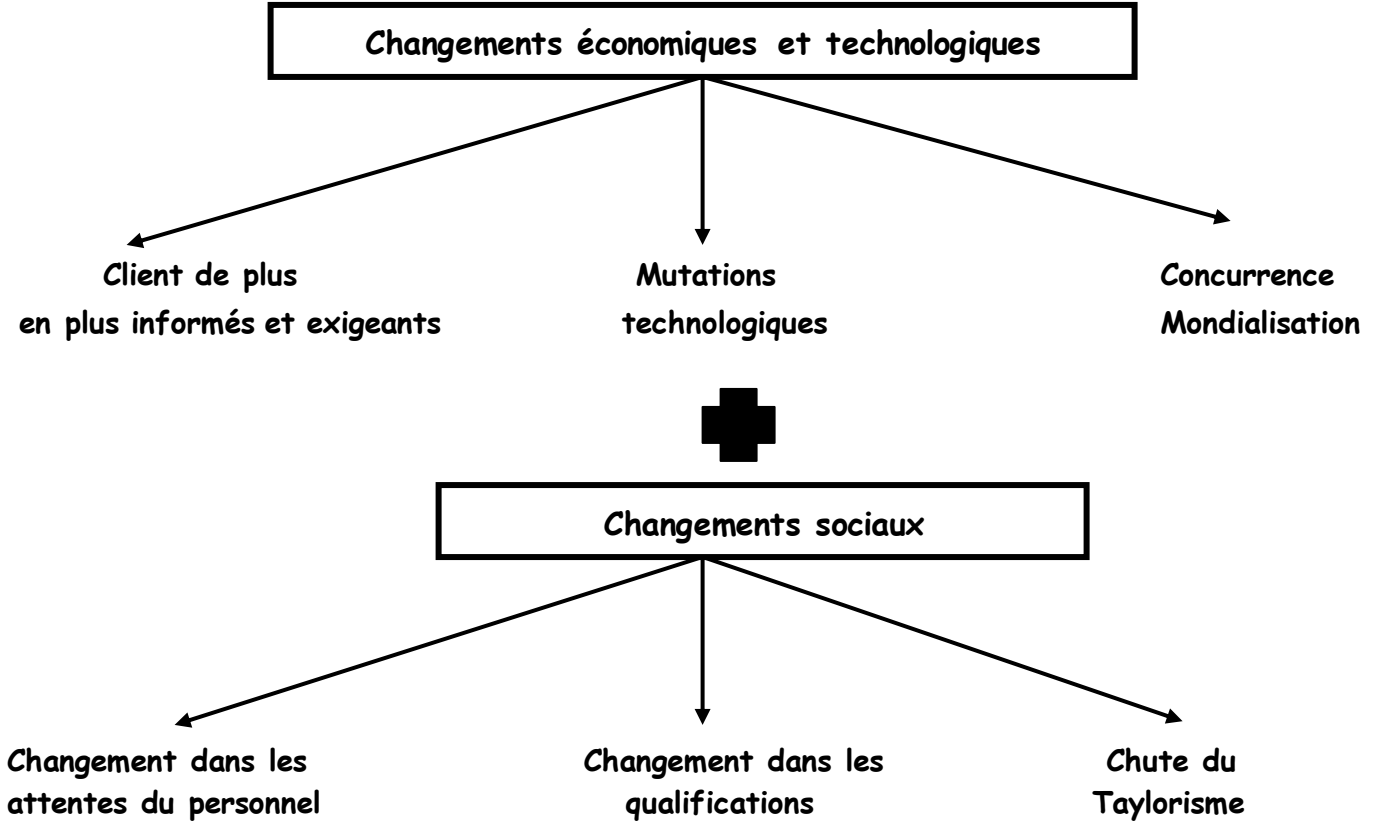 Changements économiques et technologiques
Client de plus
en plus informés et exigeants
Mutations
technologiques
Concurrence
Mondialisation
Changements sociaux
Changement dans les
attentes du personnel
Changement dans les
qualifications
Chute du
Taylorisme